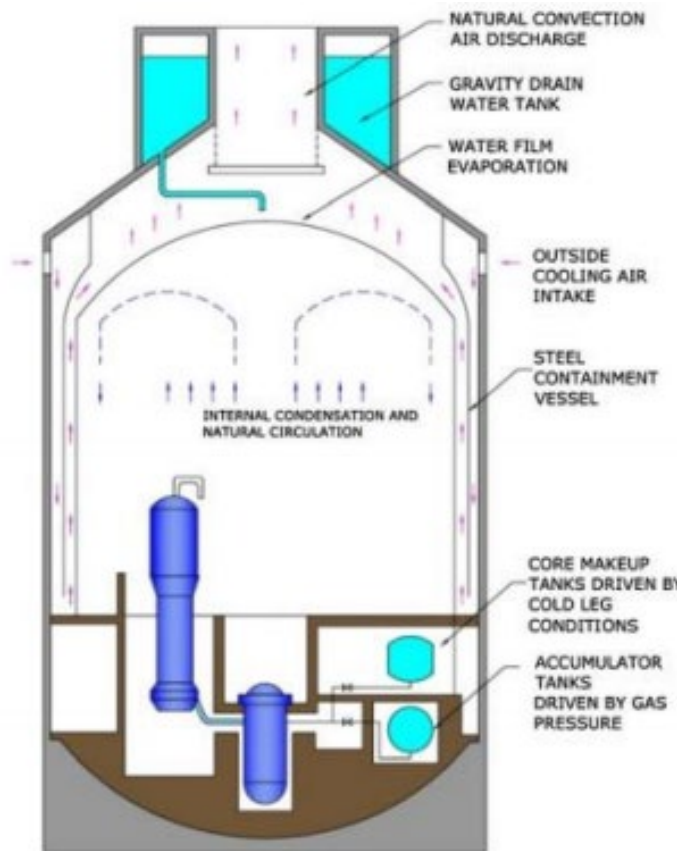 NATURAL CONVECTION
AIR DISCHARGE
GRAVITY DRAIN
WATER TANK
WATER FILM
EVAPORATION
OUTSIDE
COOLING AIR
INTAKE
STEEL
CONTAINMENT
VESSEL
INTERNAL CONDENSATION AND
NATURAL CIRCULATION
CORE MAKEUP
TANKS DRIVEN BY
COLD LEG
CONDITIONS
ACCUMULATOR
TANKS
DRIVEN BY GAS
PRESSURE